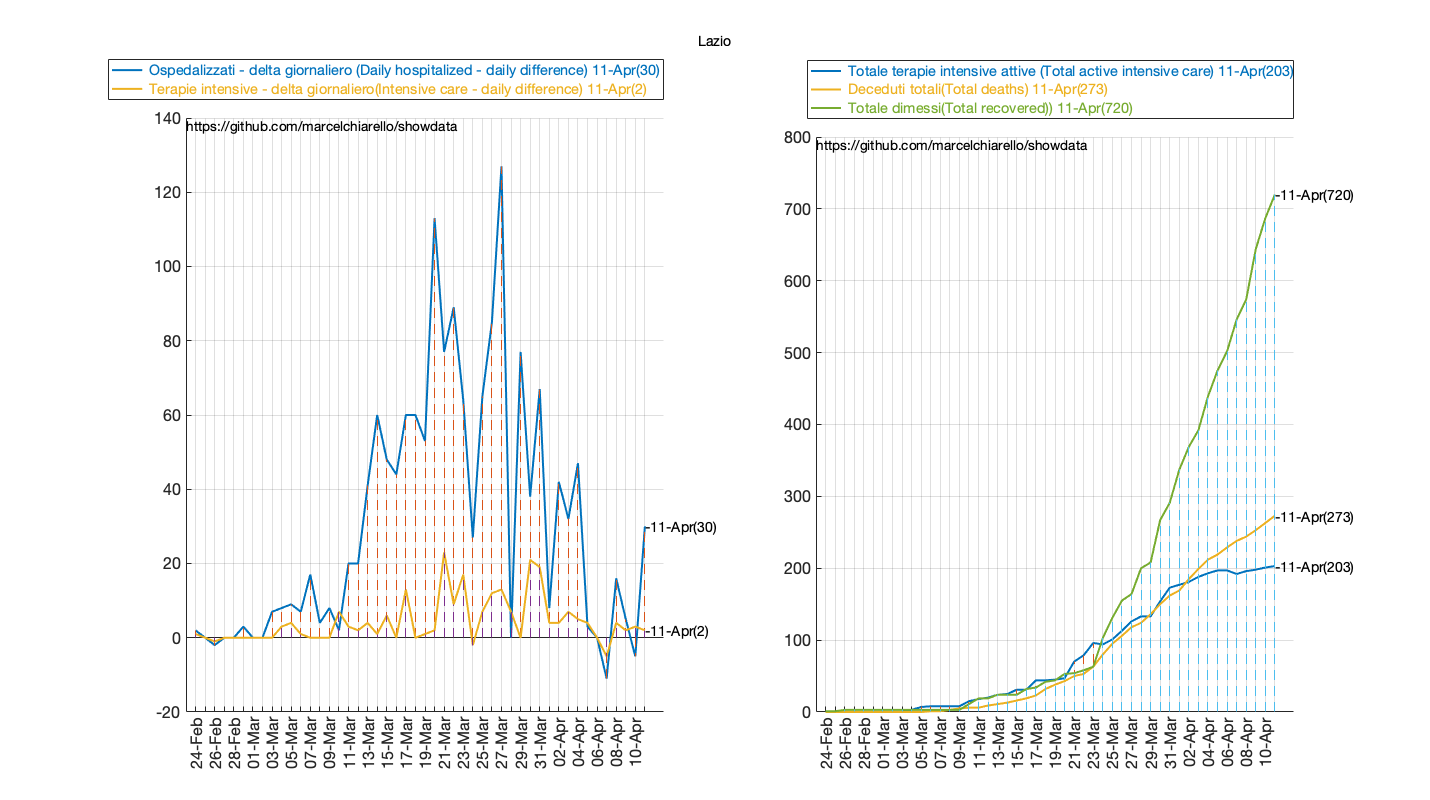 Lazio
Ospedalizzati - delta giornaliero (Daily hospitalized - daily difference) 11-Apr(30)
Terapie intensive - delta giornaliero(Intensive care - daily difference) 11-Apr(2)
140
https://github.com/marcelchiarello/showdata
120
100
80
60
40
20
0
-20
-11-Apr(30)
-11-Apr(2)
24-Feb
26-Feb
28-Feb
01-Mar
03-Mar
05-Mar
07-Mar
09-Mar
11-Mar
13-Mar
15-Mar
17-Mar
19-Mar
21-Mar
23-Mar
25-Mar
27-Mar
29-Mar
31-Mar
02-Apr
04-Apr
06-Apr
08-Apr
10-Apr
Totale terapie intensive attive (Total active intensive care) 11-Apr(203)
Deceduti totali(Total deaths) 11-Apr(273)
Totale dimessi(Total recovered)) 11-Apr(720)
800
https://github.com/marcelchiarello/showdata
700
600
500
400
300
200
100
0
-11-Apr(720)
-11-Apr(273)
-11-Apr(203)
24-Feb
26-Feb
28-Feb
01-Mar
03-Mar
05-Mar
07-Mar
09-Mar
11-Mar
13-Mar
15-Mar
17-Mar
19-Mar
21-Mar
23-Mar
25-Mar
27-Mar
29-Mar
31-Mar
02-Apr
04-Apr
06-Apr
08-Apr
10-Apr